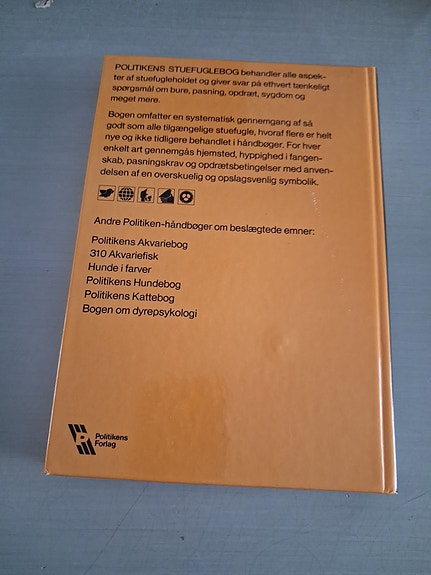 POLITIKENS STUEFUGLEBOG behandler alle aspek-
ter af stuefugleholdet og giver svar på ethvert tænkeligt
spørgsmål om bure, pasning, opdræt, sygdom og
meget mere.
Bogen omfatter en systematisk gennemgang af så
godt som alle tilgængelige stuefugle, hvoraf flere er helt
nye og ikke tidligere behandlet i håndbøger. For hver
enkelt art gennemgås hjemsted, hyppighed i fangen-
skab, pasningskrav og opdrætsbetingelser med anven-
delsen af en overskuelig og opslagsvenlig symbolik.
Andre Politiken-håndbøger om beslægtede emner:
Politikens Akvariebog
310 Akvariefisk
Hunde i farver
Politikens Hundebog
Politikens Kattebog
Bogen om dyrepsykologi
Politikens
Forlag